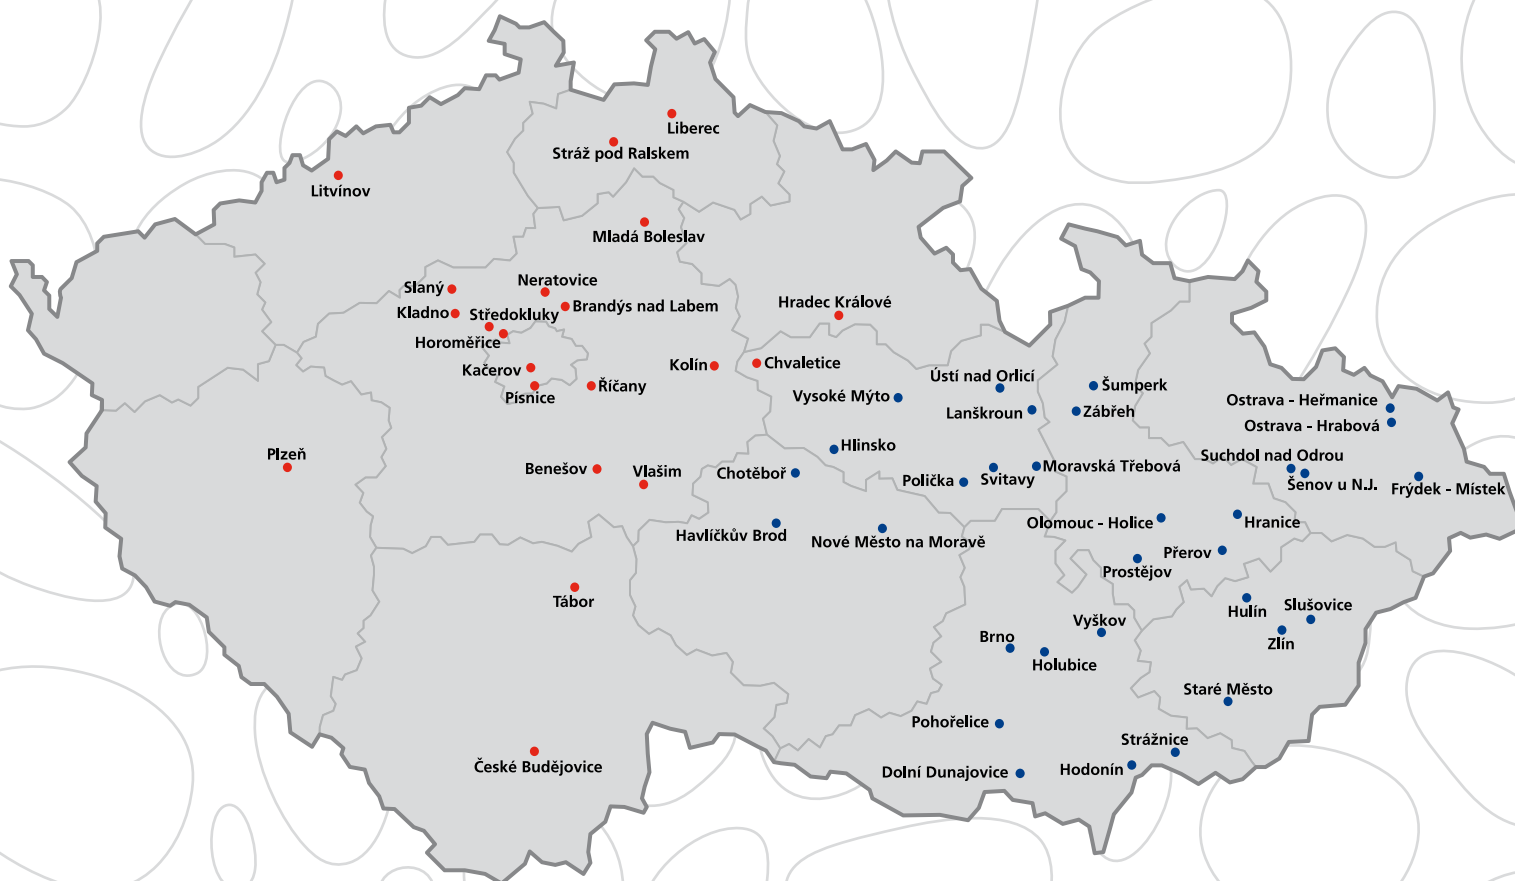 Liberec
Stráž pod Ralskem
Litvínov
Mladá Boleslav
Neratovice
Slaný
Brandýs nad Labem
Hradec Králové
Kladno
Středokluky
Horoměřice
Kolín
Chvaletice
Kačerov
Ústí nad Orlicí
Šumperk
Říčany
Písnice
Vysoké Mýto
Ostrava - Heřmanice
Lanškroun
Zábřeh
Ostrava - Hrabová
Hlinsko
Plzeň
Suchdol nad Odrou
Benešov
Vlašim
Chotěboř
Moravská Třebová
Polička
Svitavy
Šenov u N.J.
Frýdek - Místek
Olomouc - Holice
Hranice
Havlíčkův Brod
Nové Město na Moravě
Přerov
Prostějov
Tábor
Hulín
Slušovice
Vyškov
Brno
Zlín
Holubice
Staré Město
Pohořelice
Strážnice
České Budějovice
Dolní Dunajovice
Hodonín